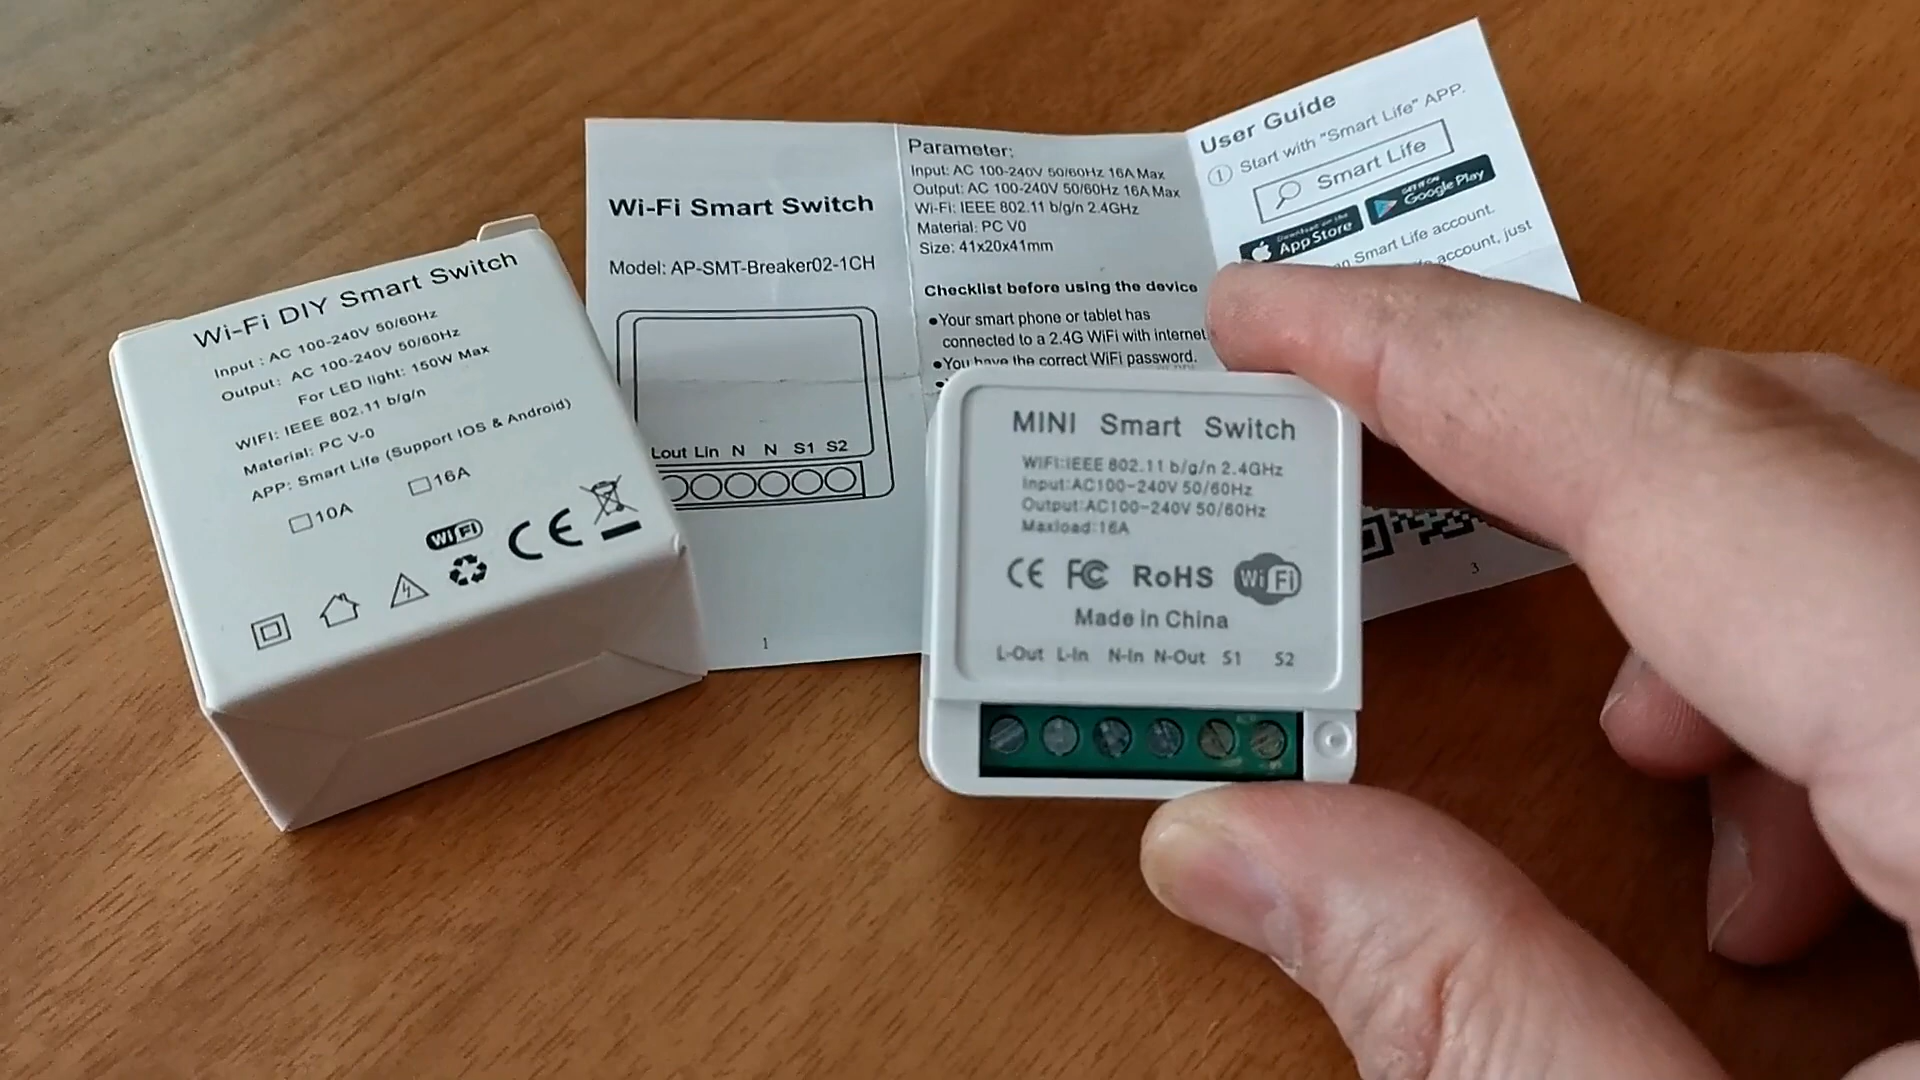 Wi-Fi DIY Smart Switch
Input : AC 100-240V 50/60Hz
Output: AC 100-240V 50/60Hz
For LED light: 150W Max
WIFI: IEEE 802.11 b/g/n
Material: PC V-0
APP: Smart Life (Support IOS & Android)
10A
16A
WiFi
CE
Wi-Fi Smart Switch
Model: AP-SMT-Breaker02-1CH
Lout Lin N N S1 S2
1
Parameter:
Input: AC 100-240V 50/60Hz 16A Max
Output: AC 100-240V 50/60Hz 16A Max
Wi-Fi: IEEE 802.11 b/g/n 2.4GHz
Material: PC V0
Size: 41x20x41mm
Checklist before using the device
●Your smart phone or tablet has
connected to a 2.4G WiFi with internet
●You have the correct WiFi password.
User Guide
① Start with "Smart Life" APP.
Smart Life
Download on the
App Store
GET IT ON
Google Play
Smart Life account.
account, just
3
MINI Smart Switch
WiFi:IEEE 802.11 b/g/n 2.4GHz
Input:AC100-240V 50/60Hz
Output:AC100-240V 50/60Hz
Maxload:16A
CE FC RoHS WiFi
Made in China
L-Out L-In N-In N-Out S1 S2